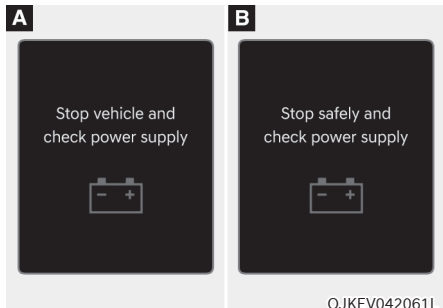 A
Stop vehicle and
check power supply
- +
B
Stop safely and
check power supply
- +
OJKEV042061L